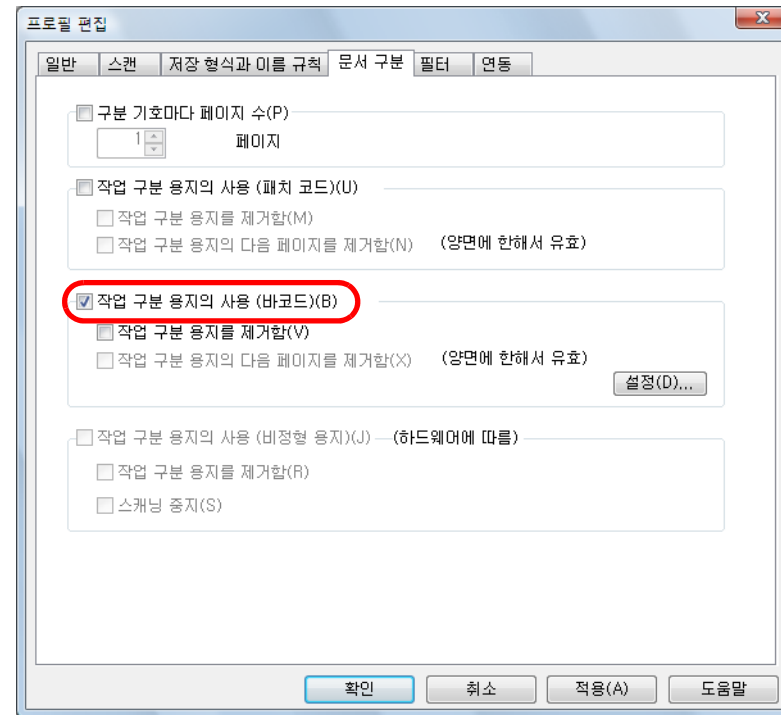 프로필 편집
일반 스캔 저장 형식과 이름 규칙 문서 구분 필터 연동
구분 기호마다 페이지 수(P)
1 페이지
작업 구분 용지의 사용 (패치 코드)(U)
작업 구분 용지를 제거함(M)
작업 구분 용지의 다음 페이지를 제거함(N) (양면에 한해서 유효)
작업 구분 용지의 사용 (바코드)(B)
작업 구분 용지를 제거함(V)
작업 구분 용지의 다음 페이지를 제거함(X) (양면에 한해서 유효)
설정(D)...
작업 구분 용지의 사용 (비정형 용지)(J) (하드웨어에 따름)
작업 구분 용지를 제거함(R)
스캐닝 중지(S)
확인 취소 적용(A) 도움말